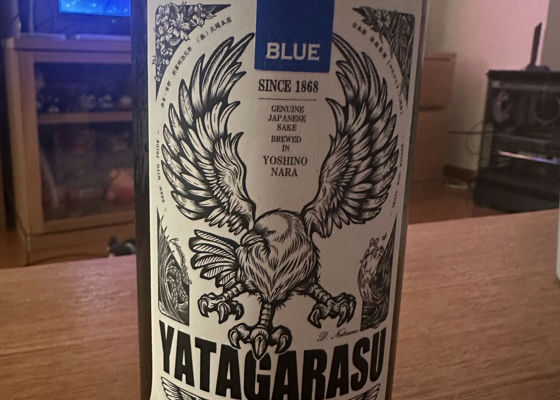 BLUE
SINCE 1868
GENUINE
JAPANESE
SAKE
BREWED
IN
YOSHINO
NARA
YATAGARASU